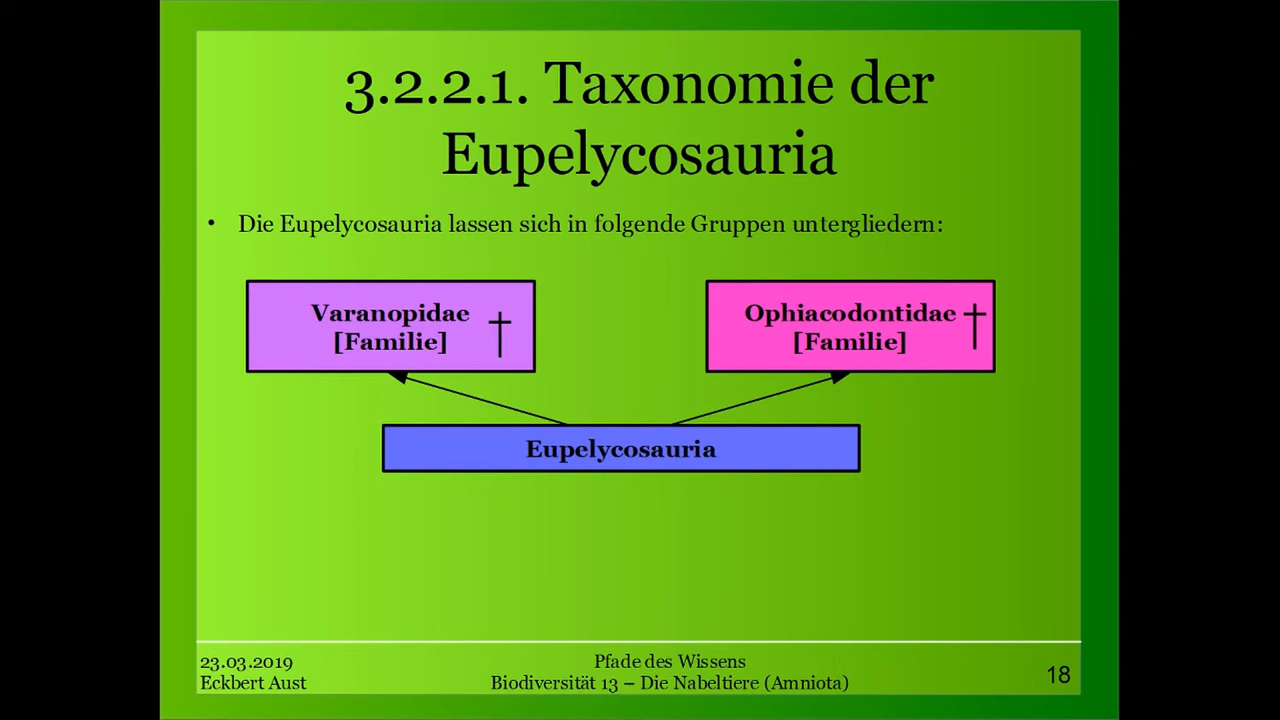 3.2.2.1. Taxonomie der
Eupelycosauria
• Die Eupelycosauria lassen sich in folgende Gruppen untergliedern:
Varanopidae
[Familie] †
Ophiacodontidae †
[Familie]
Eupelycosauria
23.03.2019
Eckbert Aust
Pfade des Wissens
Biodiversität 13 – Die Nabeltiere (Amniota)
18